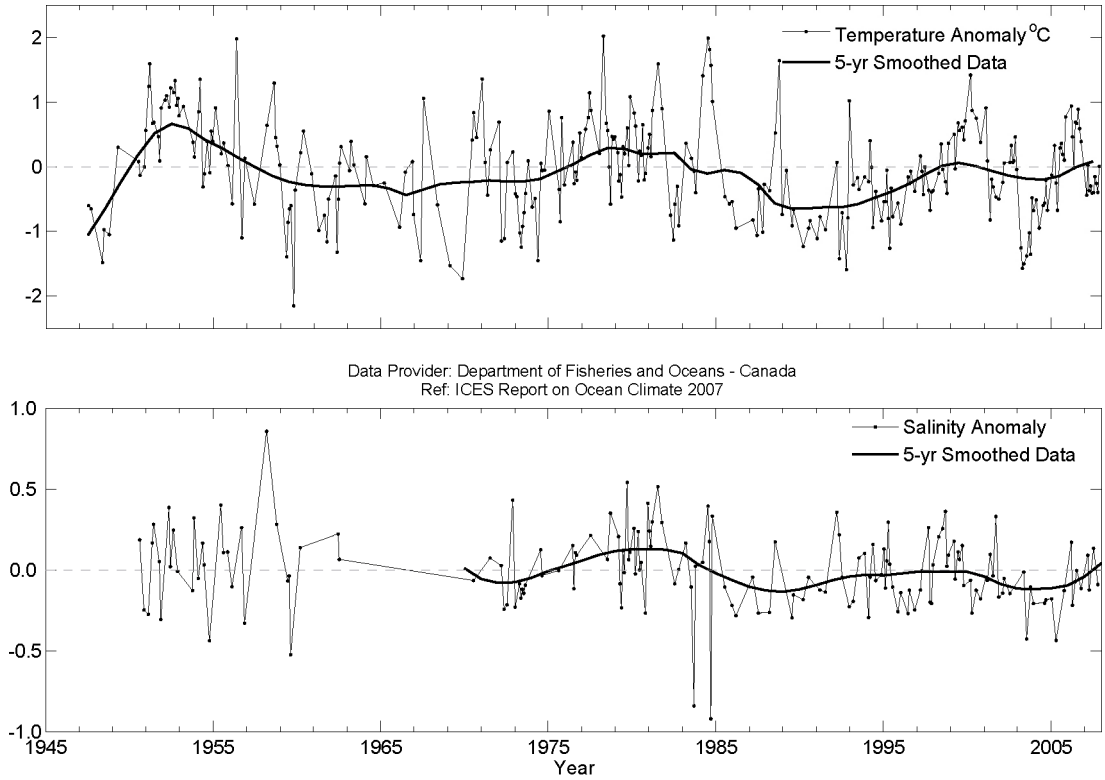 2
1
0
-1
-2
Temperature Anomaly °C
5-yr Smoothed Data
Data Provider: Department of Fisheries and Oceans - Canada
Ref: ICES Report on Ocean Climate 2007
1.0
0.5
0.0
-0.5
-1.0
Salinity Anomaly
5-yr Smoothed Data
1945 1955 1965 1975 1985 1995 2005
Year